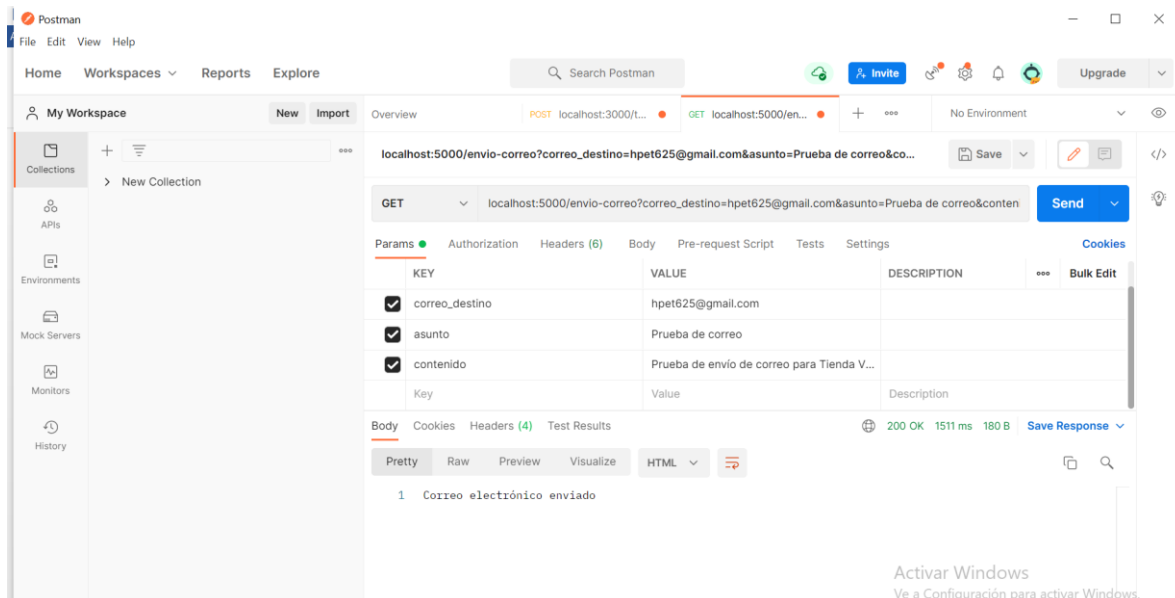 Postman
File Edit View Help
Home Workspaces Reports Explore Search Postman Invite Upgrade
My Workspace New Import Overview POST localhost:3000/t... GET localhost:5000/en... No Environment
Collections
New Collection
APIs
Environments
Mock Servers
Monitors
History
localhost:5000/envio-correo?correo_destino=hpet625@gmail.com&asunto=Prueba de correo&co... Save
GET localhost:5000/envio-correo?correo_destino=hpet625@gmail.com&asunto=Prueba de correo&conten Send
Params Authorization Headers (6) Body Pre-request Script Tests Settings Cookies
KEY VALUE DESCRIPTION Bulk Edit
correo_destino hpet625@gmail.com
asunto Prueba de correo
contenido Prueba de envío de correo para Tienda V...
Key Value Description
Body Cookies Headers (4) Test Results 200 OK 1511 ms 180 B Save Response
Pretty Raw Preview Visualize HTML
1 Correo electrónico enviado
Activar Windows
Ve a Configuración para activar Windows.